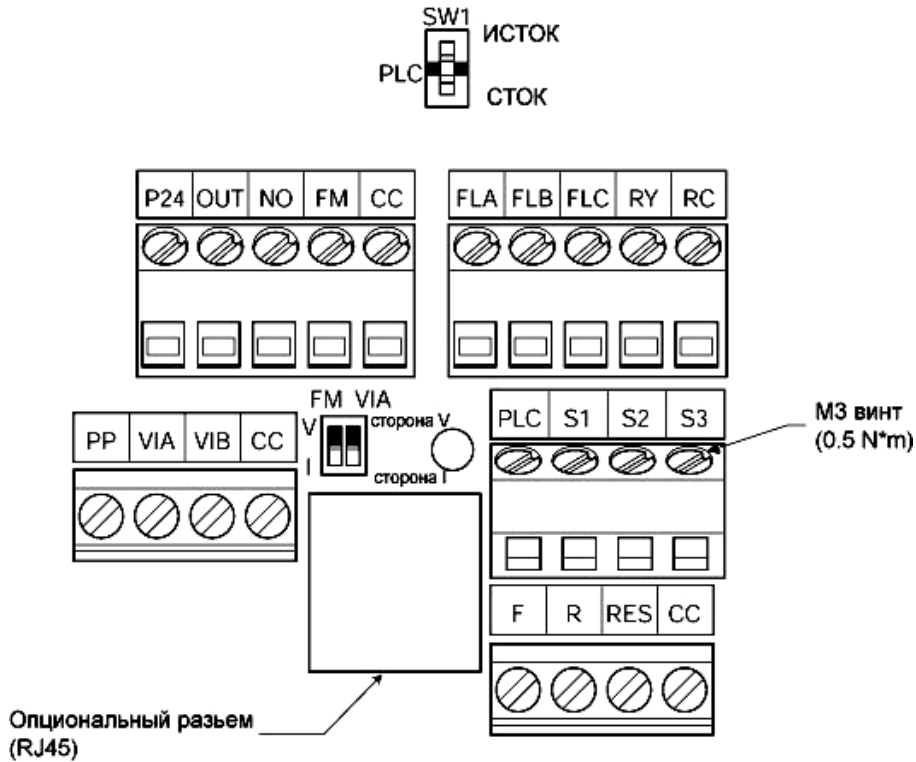 SW1
ИСТОК
PLC
СТОК
P24 OUT NO FM CC
FLA FLB FLC RY RC
FM VIA
V
сторона V
I
сторона I
PP VIA VIB CC
PLC S1 S2 S3
М3 винт
(0.5 N*m)
F R RES CC
Опциональный разьем
(RJ45)